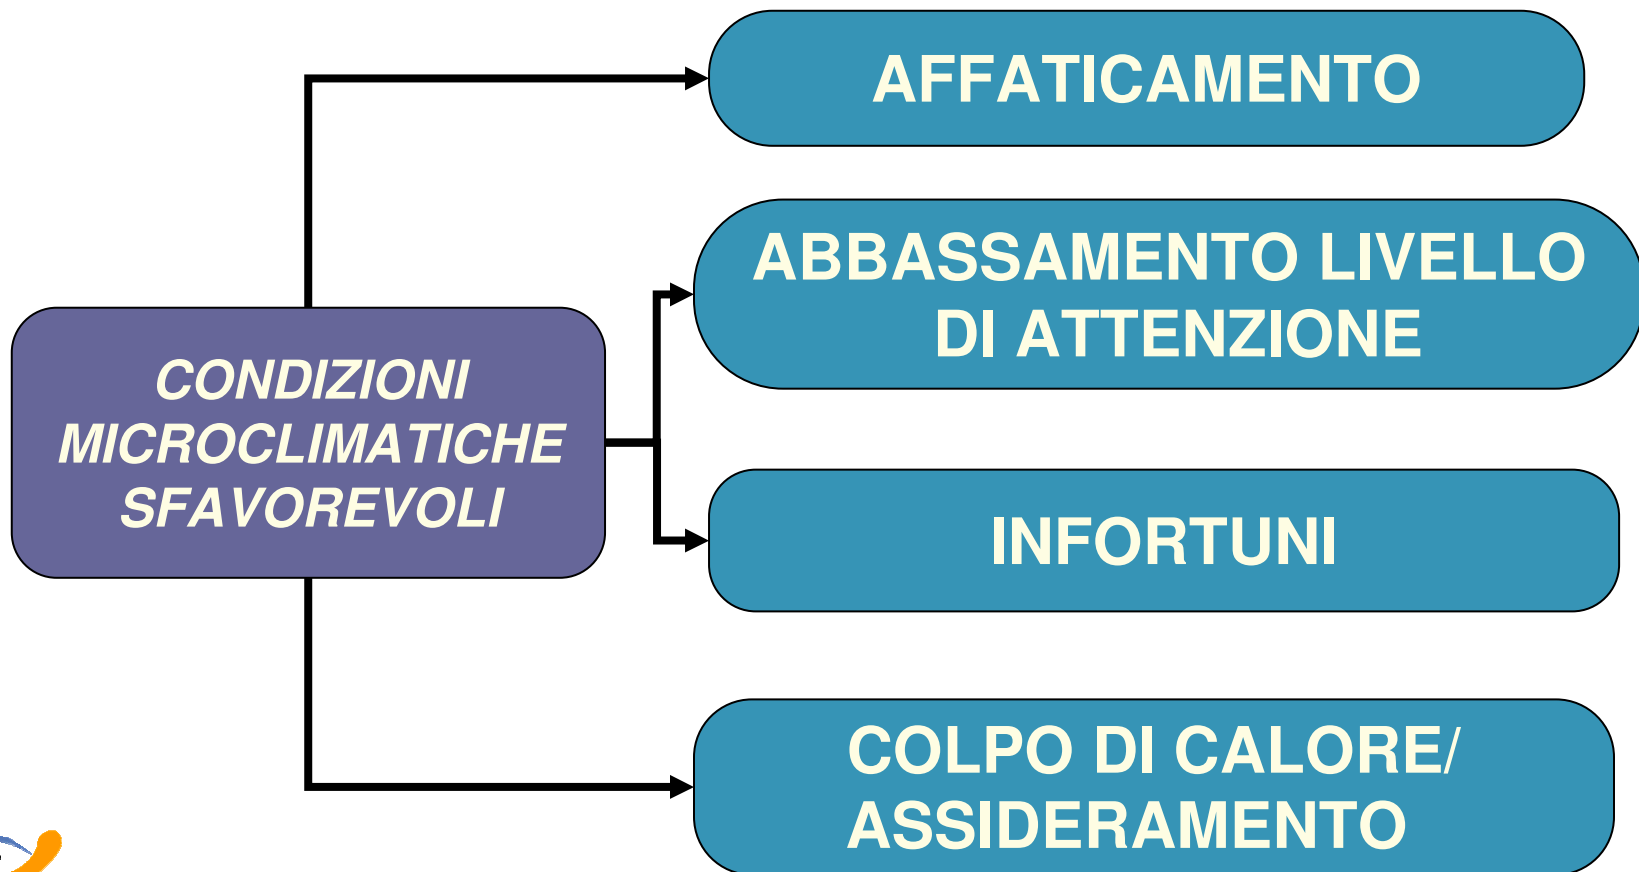 AFFATICAMENTO
ABBASSAMENTO LIVELLO
DI ATTENZIONE
CONDIZIONI
MICROCLIMATICHE
SFAVOREVOLI
INFORTUNI
COLPO DI CALORE/
ASSIDERAMENTO